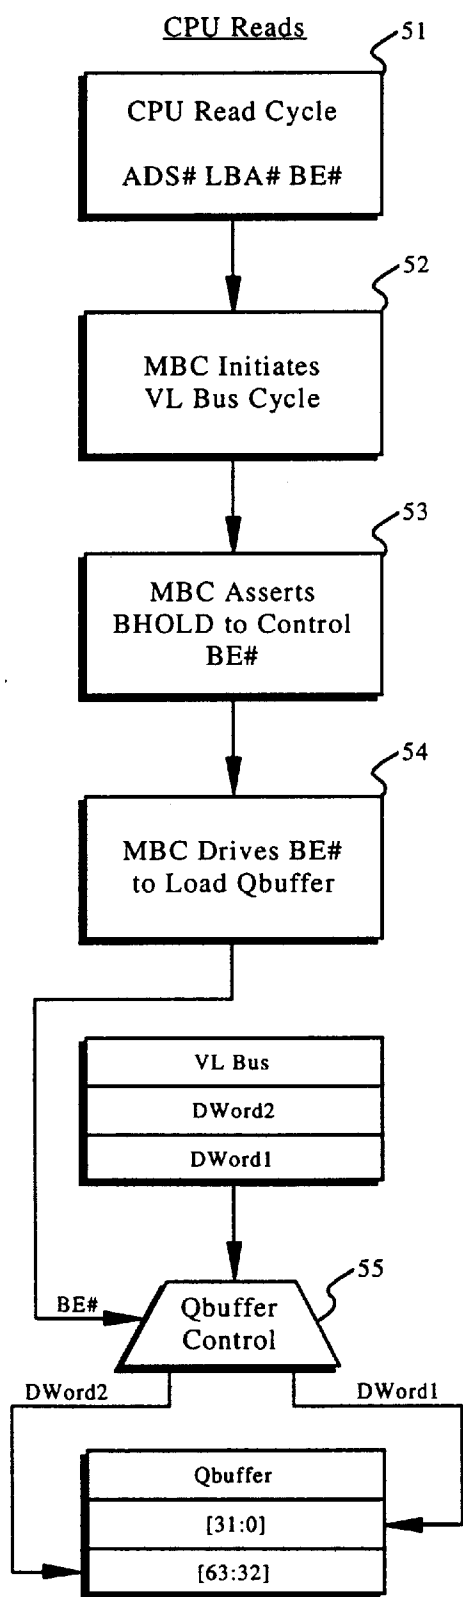 CPU Reads
51
CPU Read Cycle
ADS# LBA# BE#
52
MBC Initiates
VL Bus Cycle
53
MBC Asserts
BHOLD to Control
BE#
54
MBC Drives BE#
to Load Qbuffer
VL Bus
DWord2
DWord1
55
BE#
Qbuffer
Control
DWord2
DWord1
Qbuffer
[31:0]
[63:32]